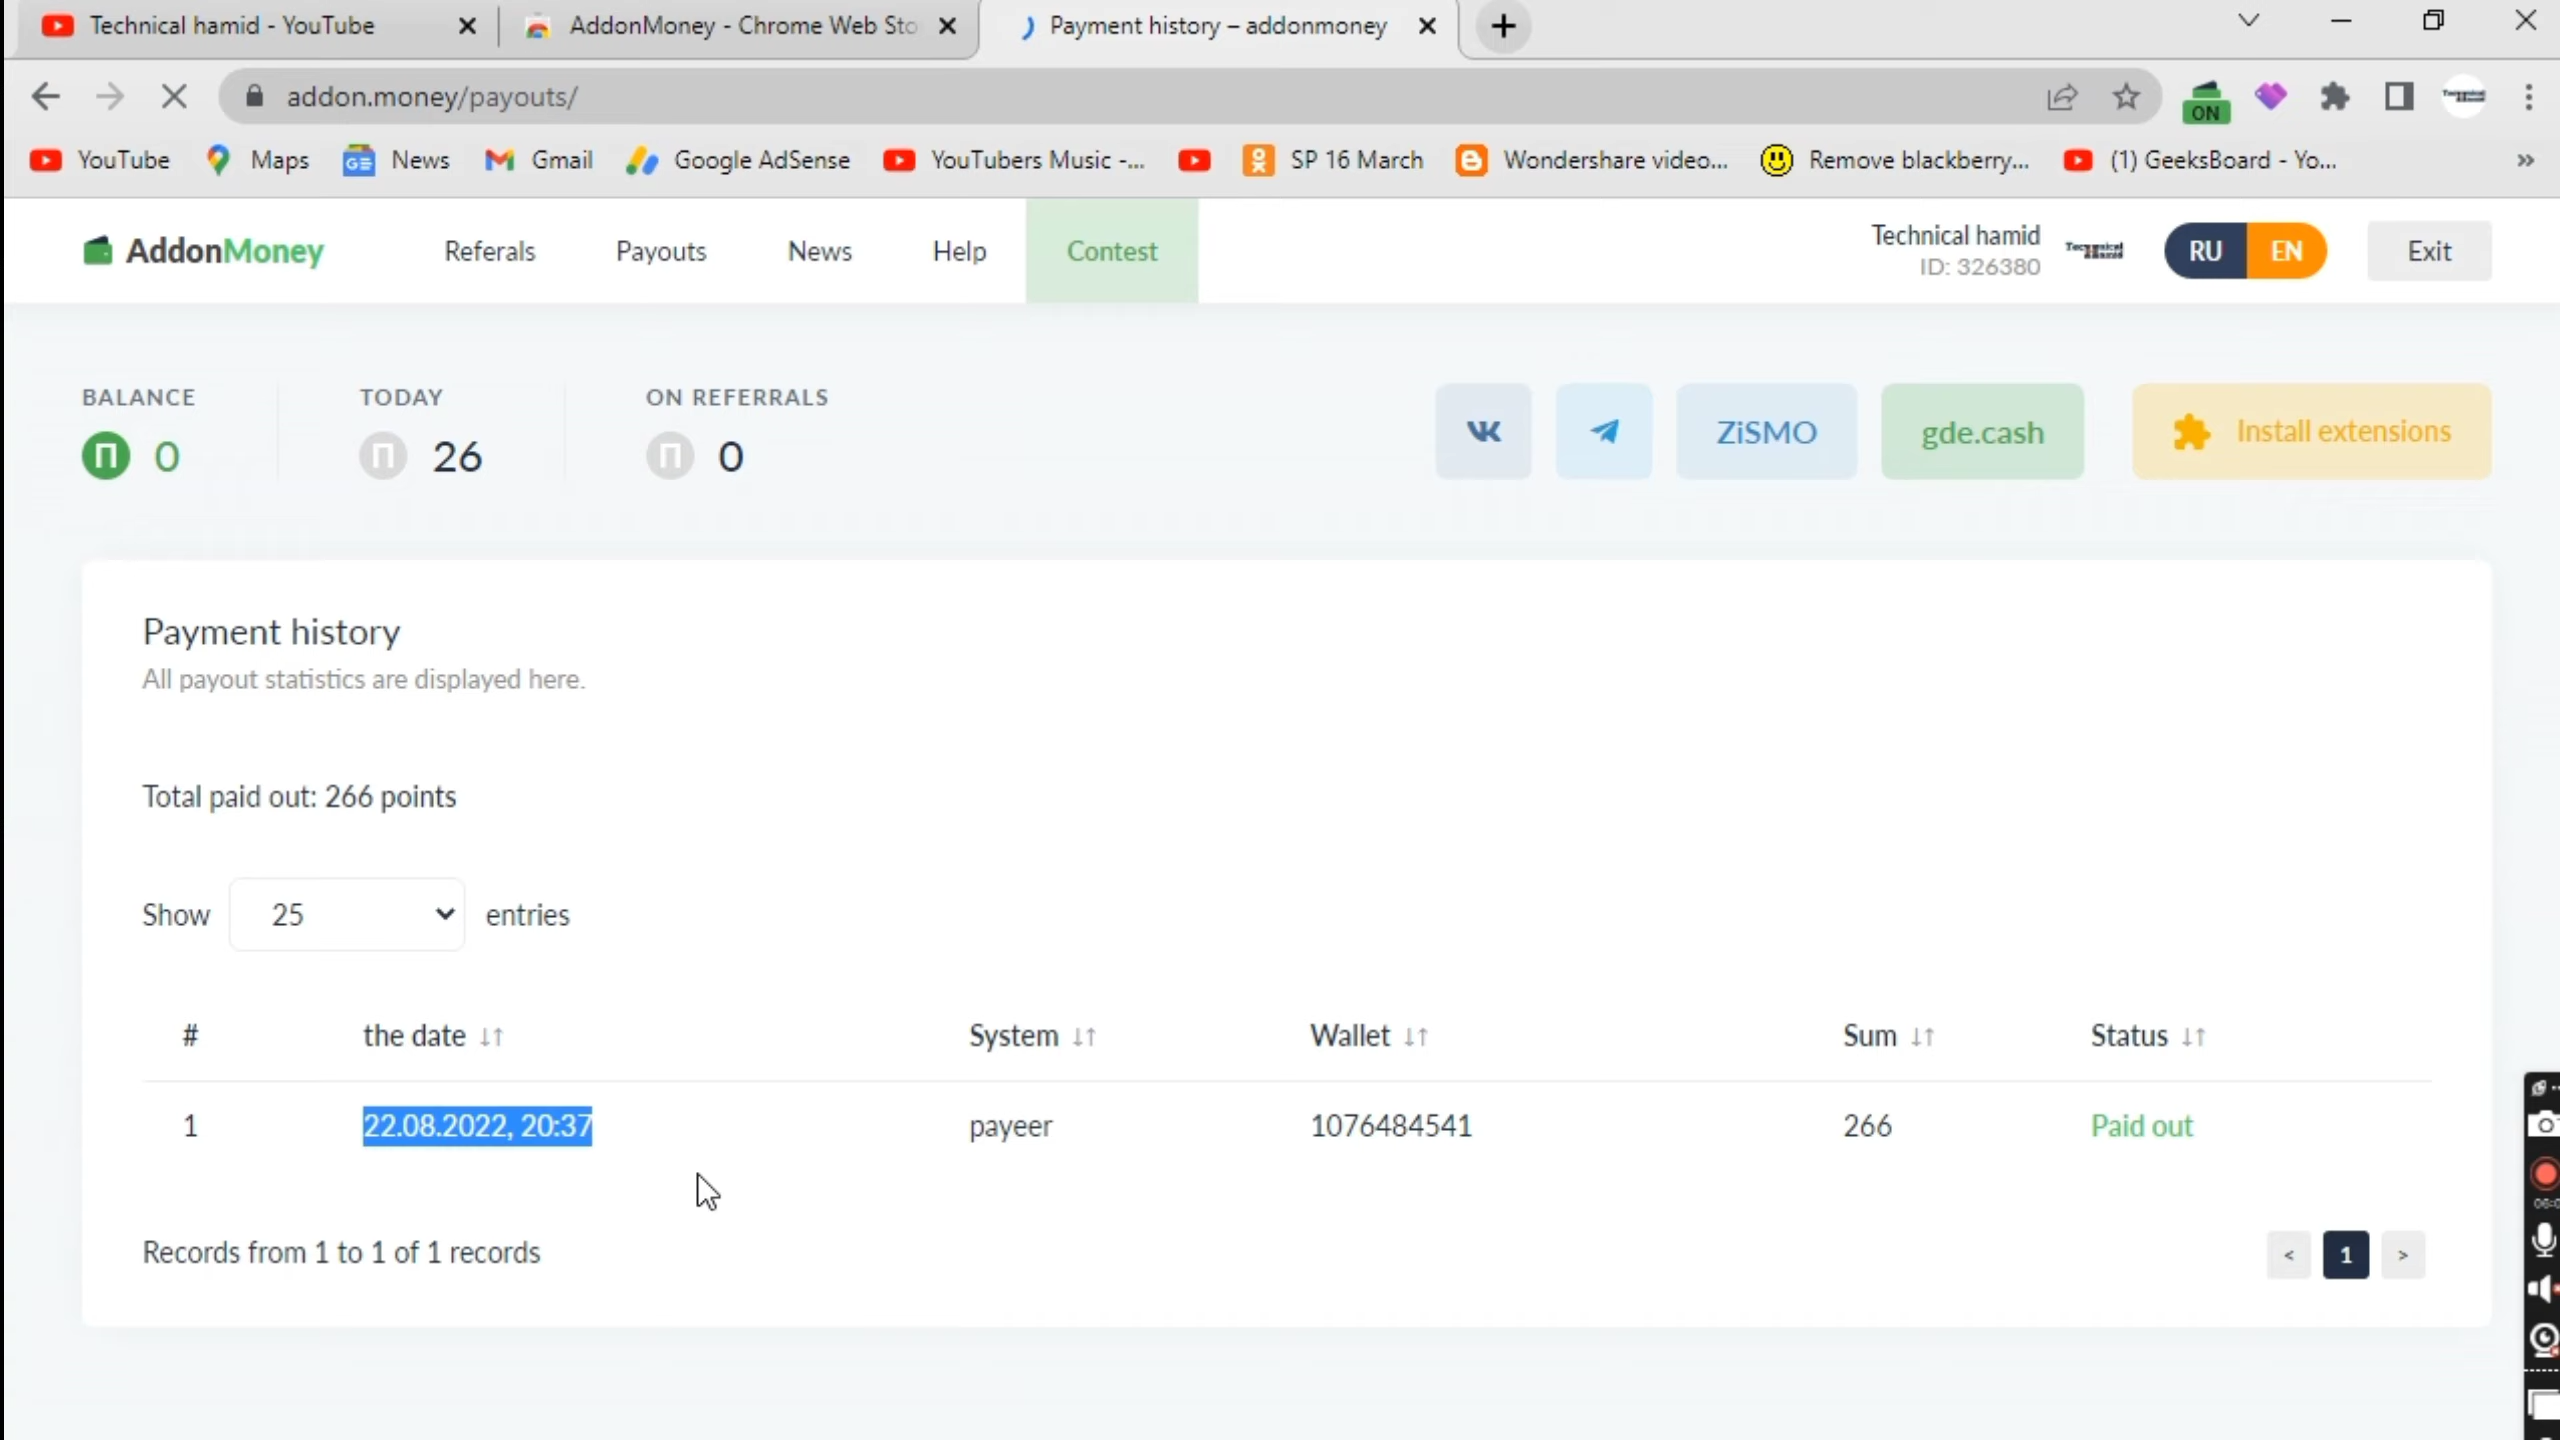 Technical hamid - YouTube
AddonMoney - Chrome Web Sto
Payment history – addonmoney
addon.money/payouts/
ON
YouTube
Maps
News
Gmail
Google AdSense
YouTubers Music -...
SP 16 March
Wondershare video...
Remove blackberry...
(1) GeeksBoard - Yo...
»
AddonMoney
Referals
Payouts
News
Help
Contest
Technical hamid
ID: 326380
RU
EN
Exit
BALANCE
0
TODAY
26
ON REFERRALS
0
ZiSMO
gde.cash
Install extensions
Payment history
All payout statistics are displayed here.
Total paid out: 266 points
Show 25 entries
# the date System Wallet Sum Status
1 22.08.2022, 20:37 payeer 1076484541 266 Paid out
Records from 1 to 1 of 1 records
< 1 >